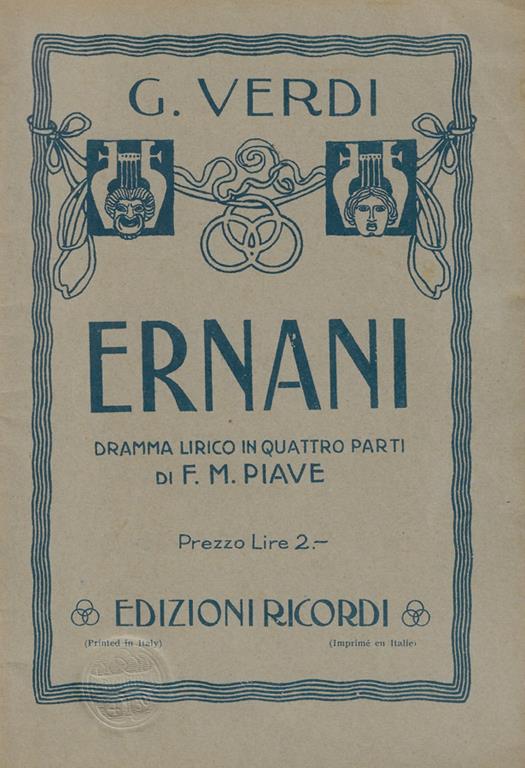 G. VERDI
ERNANI
DRAMMA LIRICO IN QUATTRO PARTI
DI F. M. PIAVE
Prezzo Lire 2.—
EDIZIONI RICORDI
(Printed in Italy) (Imprimé en Italie)